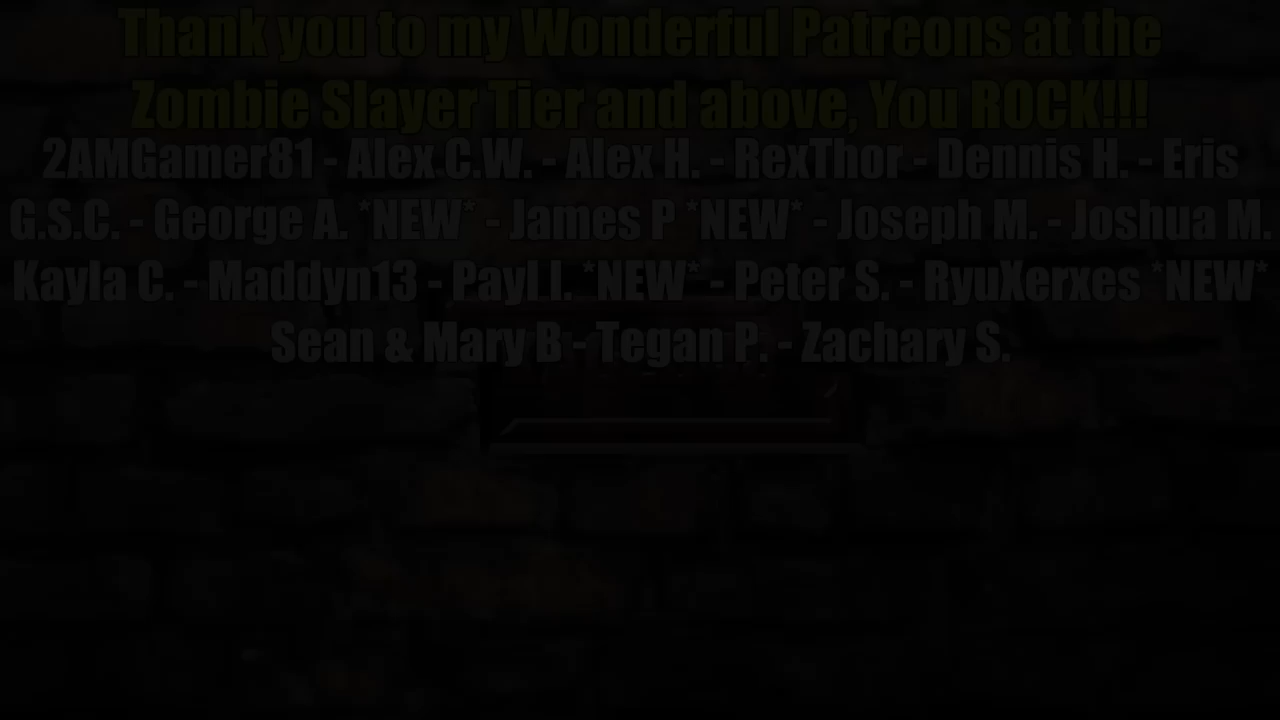 Thank you to my Wonderful Patreons at the
Zombie Slayer Tier and above, You ROCK!!!
2AMGamer81 - Alex C.W. - Alex H. - RexThor - Dennis H. - Eris
G.S.C. - George A. *NEW* - James P *NEW* - Joseph M. - Joshua M. -
Kayla C. - Maddyn13 - Payl I. *NEW* - Peter S. - RyuXerxes *NEW*
Sean & Mary B - Tegan P. - Zachary S.